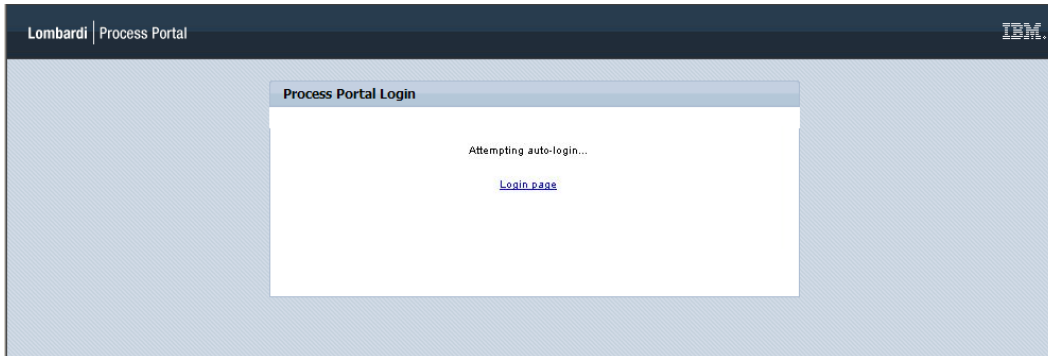 Lombardi | Process Portal
IBM.
Process Portal Login
Attempting auto-login...
Login page